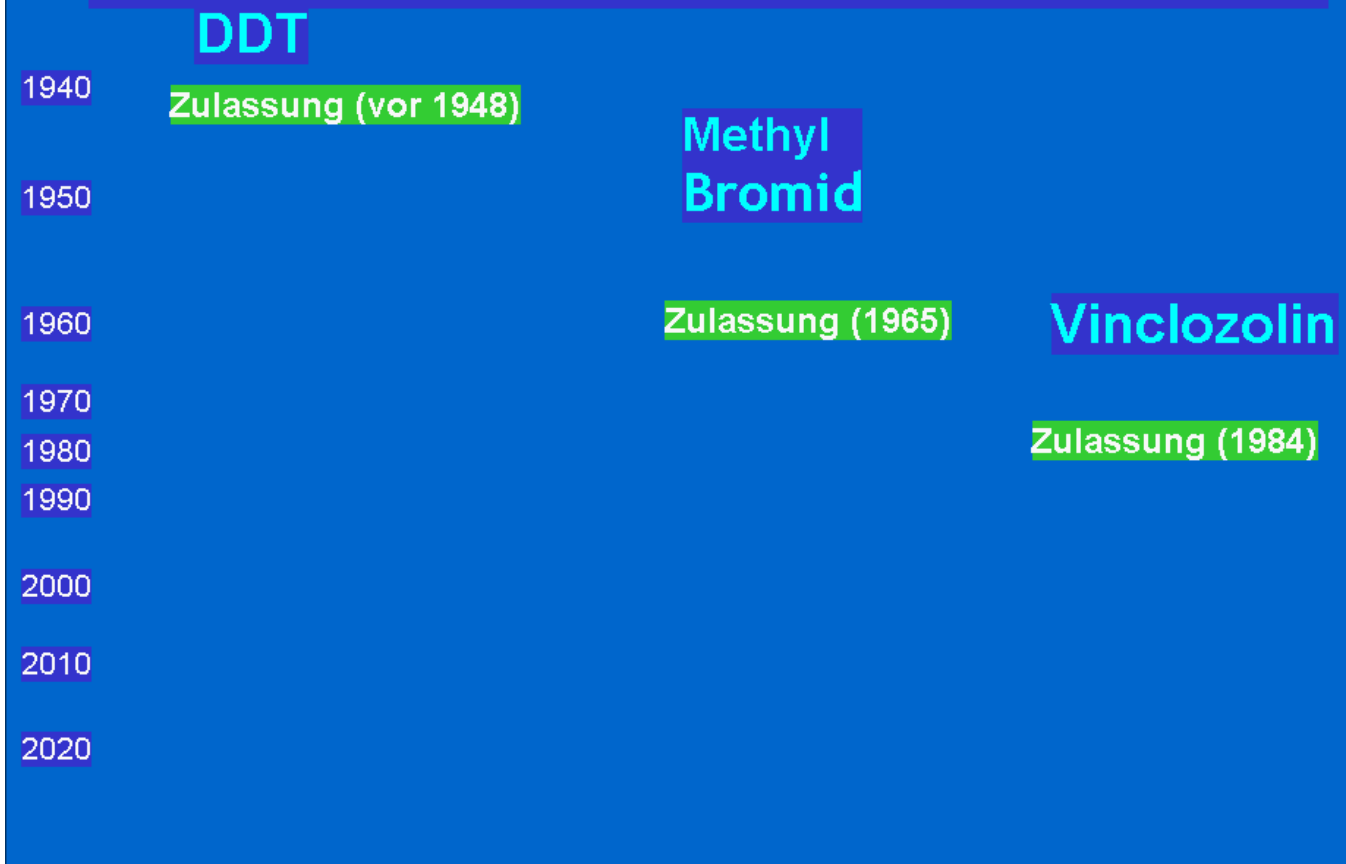 DDT
1940
Zulassung (vor 1948)
Methyl
Bromid
1950
1960
Zulassung (1965)
Vinclozolin
1970
1980
Zulassung (1984)
1990
2000
2010
2020